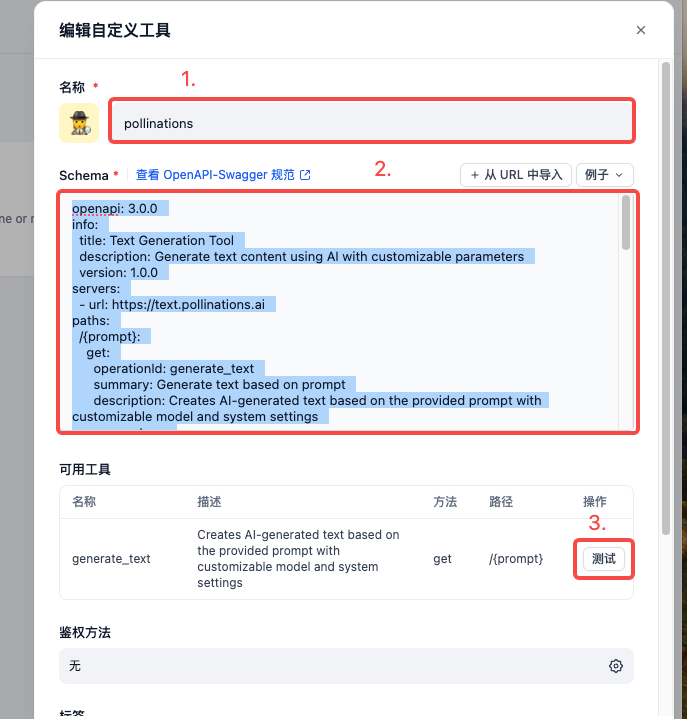 编辑自定义工具
1.
名称 *
pollinations
Schema * 查看 OpenAPI-Swagger 规范 2. + 从 URL 中导入 例子
openapi: 3.0.0
info:
title: Text Generation Tool
description: Generate text content using AI with customizable parameters
version: 1.0.0
servers:
- url: https://text.pollinations.ai
paths:
/{prompt}:
get:
operationId: generate_text
summary: Generate text based on prompt
description: Creates AI-generated text based on the provided prompt with
customizable model and system settings
可用工具
名称 描述 方法 路径 操作
3.
generate_text Creates AI-generated text based on the provided prompt with customizable model and system settings get /{prompt} 测试
鉴权方法
无
标签
ne or r